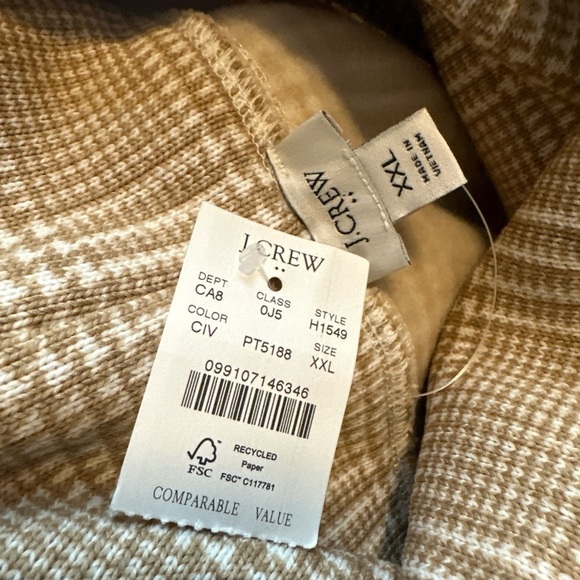 J.CREW
XXL
MADE IN
VIETNAM
J.CREW
DEPT CLASS STYLE
CA8 0J5 H1549
COLOR SIZE
CIV PT5188 XXL
099107146346
FSC
RECYCLED
Paper
FSC™ C117781
COMPARABLE VALUE